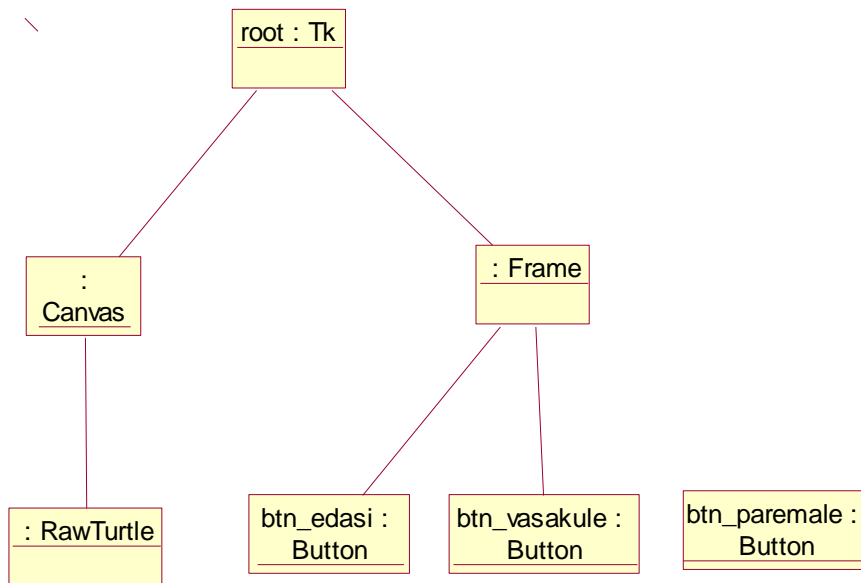 root : Tk
:
Canvas
: Frame
: RawTurtle
btn_edasi :
Button
btn_vasakule :
Button
btn_paremale :
Button